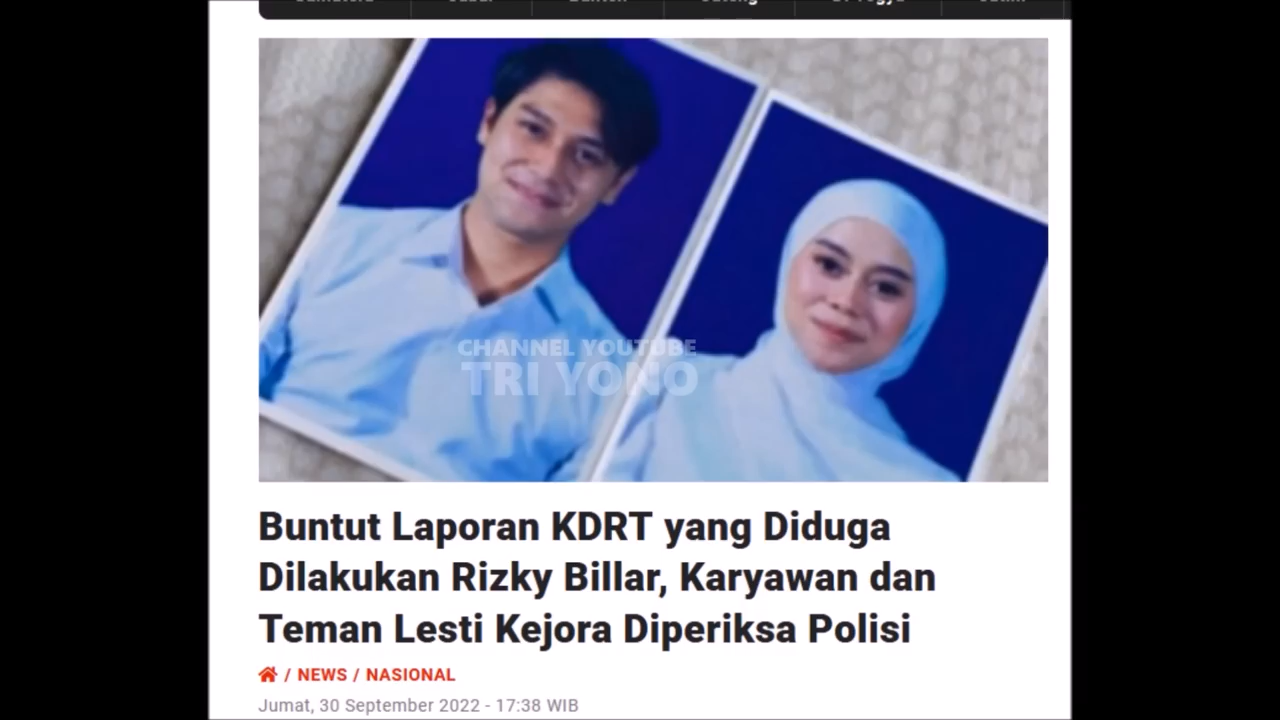 CHANNEL YOUTUBE
TRI YONO
Buntut Laporan KDRT yang Diduga
Dilakukan Rizky Billar, Karyawan dan
Teman Lesti Kejora Diperiksa Polisi
/ NEWS / NASIONAL
Jumat, 30 September 2022 - 17:38 WIB